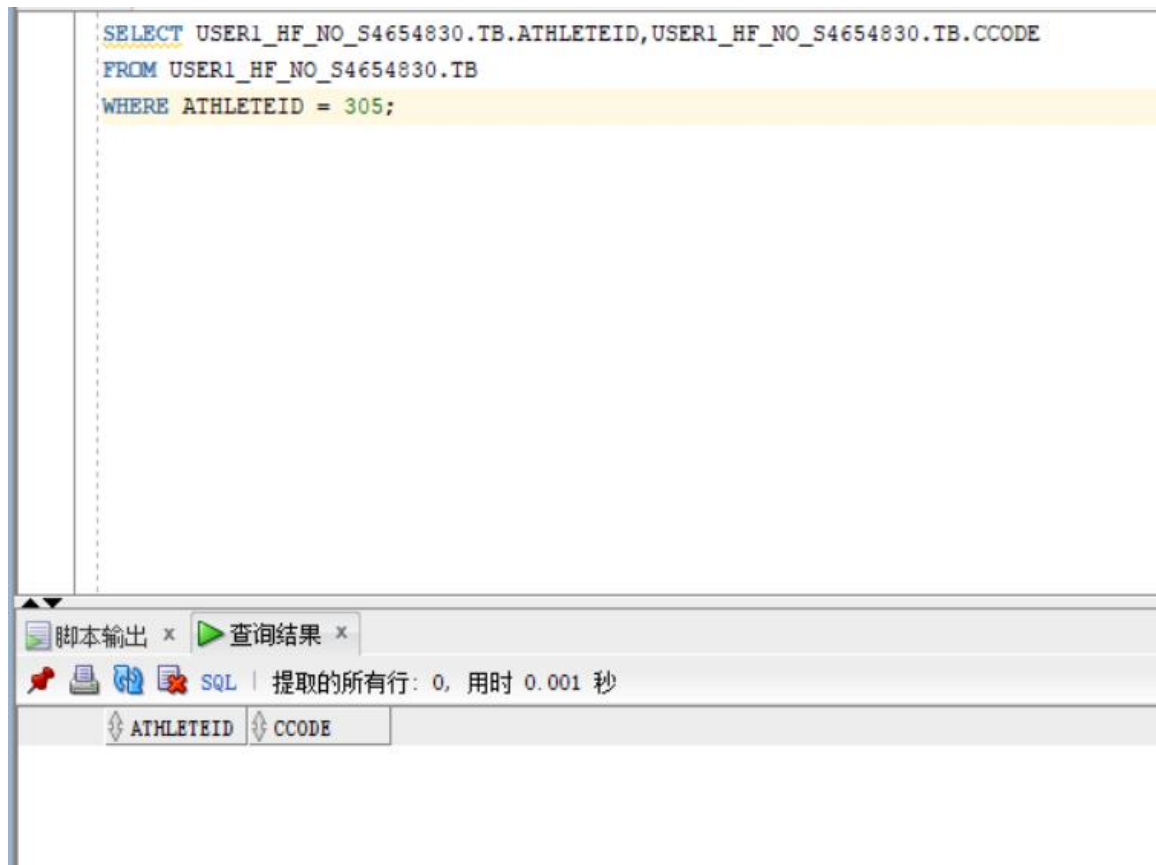 SELECT USER1_HF_NO_S4654830.TB.ATHLETEID,USER1_HF_NO_S4654830.TB.CCODE
FROM USER1_HF_NO_S4654830.TB
WHERE ATHLETEID = 305;
脚本输出 × 查询结果 ×
SQL | 提取的所有行: 0, 用时 0.001 秒
ATHLETEID CCODE